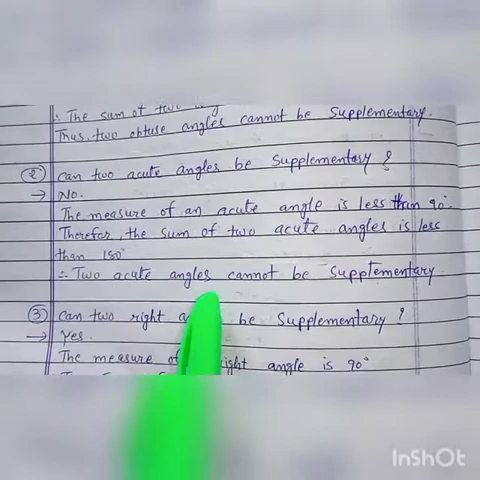 ∴ The sum of two
Thus, two obtuse angles cannot be Supplementary.
② Can two acute angles be Supplementary?
→ No.
The measure of an acute angle is less than 90°.
Therefor, the sum of two acute angles is less
than 180°
∴ Two acute angles cannot be Supplementary
③ Can two right be Supplementary?
→ Yes.
The measure of right angle is 90°
InShOt